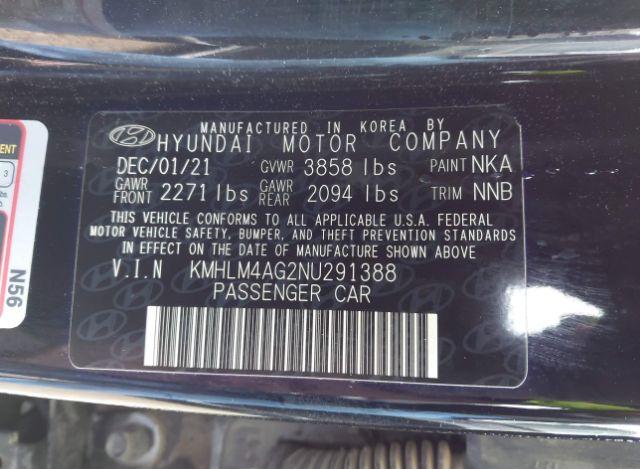 MANUFACTURED IN KOREA BY
HYUNDAI MOTOR COMPANY
DEC/01/21 GVWR 3858 lbs PAINT NKA
GAWR FRONT 2271 lbs GAWR REAR 2094 lbs TRIM NNB
THIS VEHICLE CONFORMS TO ALL APPLICABLE U.S.A. FEDERAL
MOTOR VEHICLE SAFETY, BUMPER, AND THEFT PREVENTION STANDARDS
IN EFFECT ON THE DATE OF MANUFACTURE SHOWN ABOVE.
V.I.N KMHLM4AG2NU291388
PASSENGER CAR
3
N56